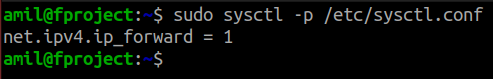 amil@fproject:~$ sudo sysctl -p /etc/sysctl.conf
net.ipv4.ip_forward = 1
amil@fproject:~$